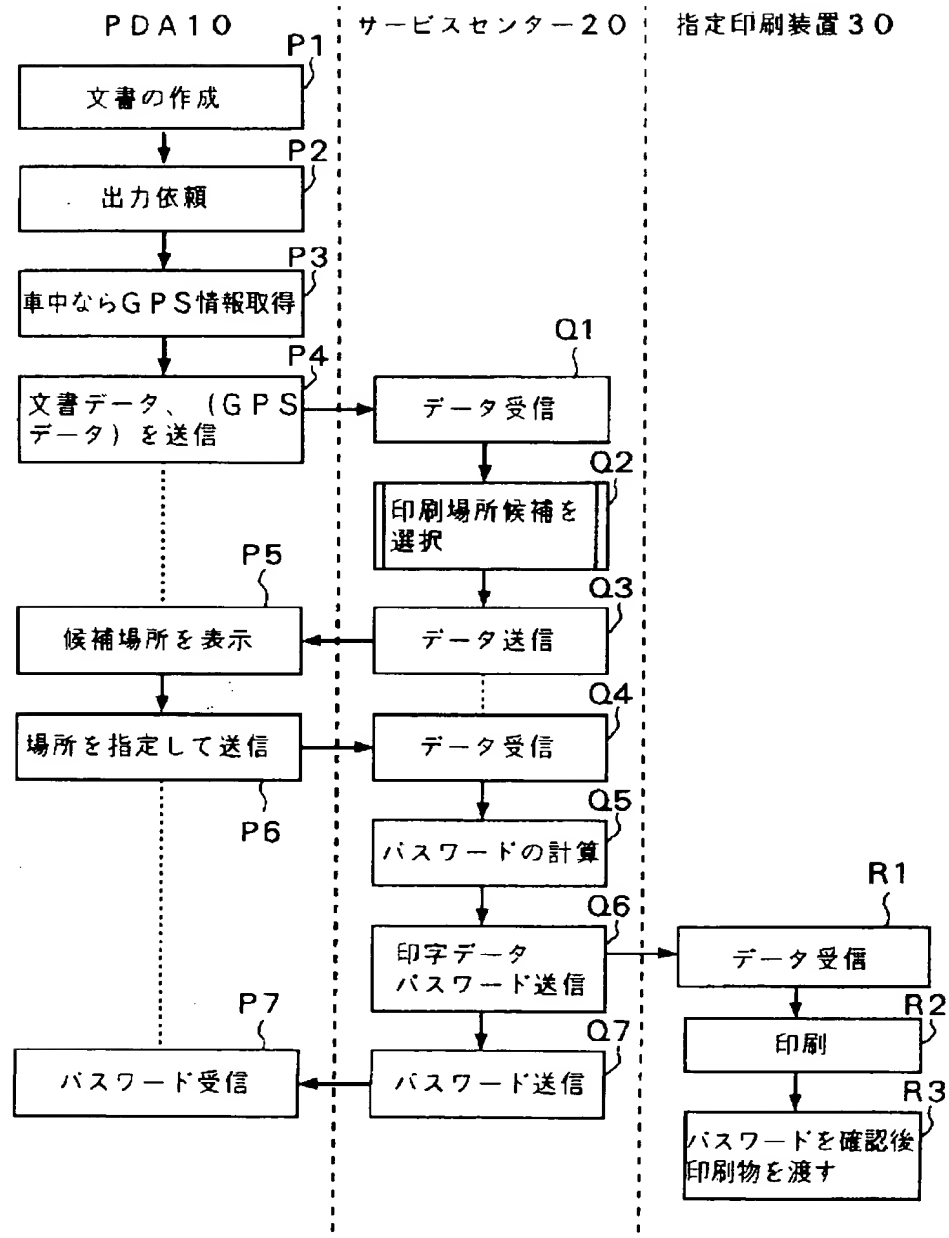 PDA10
サービスセンター20
指定印刷装置30
P1
文書の作成
P2
出力依頼
P3
車中ならGPS情報取得
P4
文書データ、(GPS
データ)を送信
Q1
データ受信
Q2
印刷場所候補を
選択
P5
候補場所を表示
Q3
データ送信
P6
場所を指定して送信
Q4
データ受信
Q5
パスワードの計算
Q6
印字データ
パスワード送信
R1
データ受信
R2
印刷
P7
パスワード受信
Q7
パスワード送信
R3
パスワードを確認後
印刷物を渡す